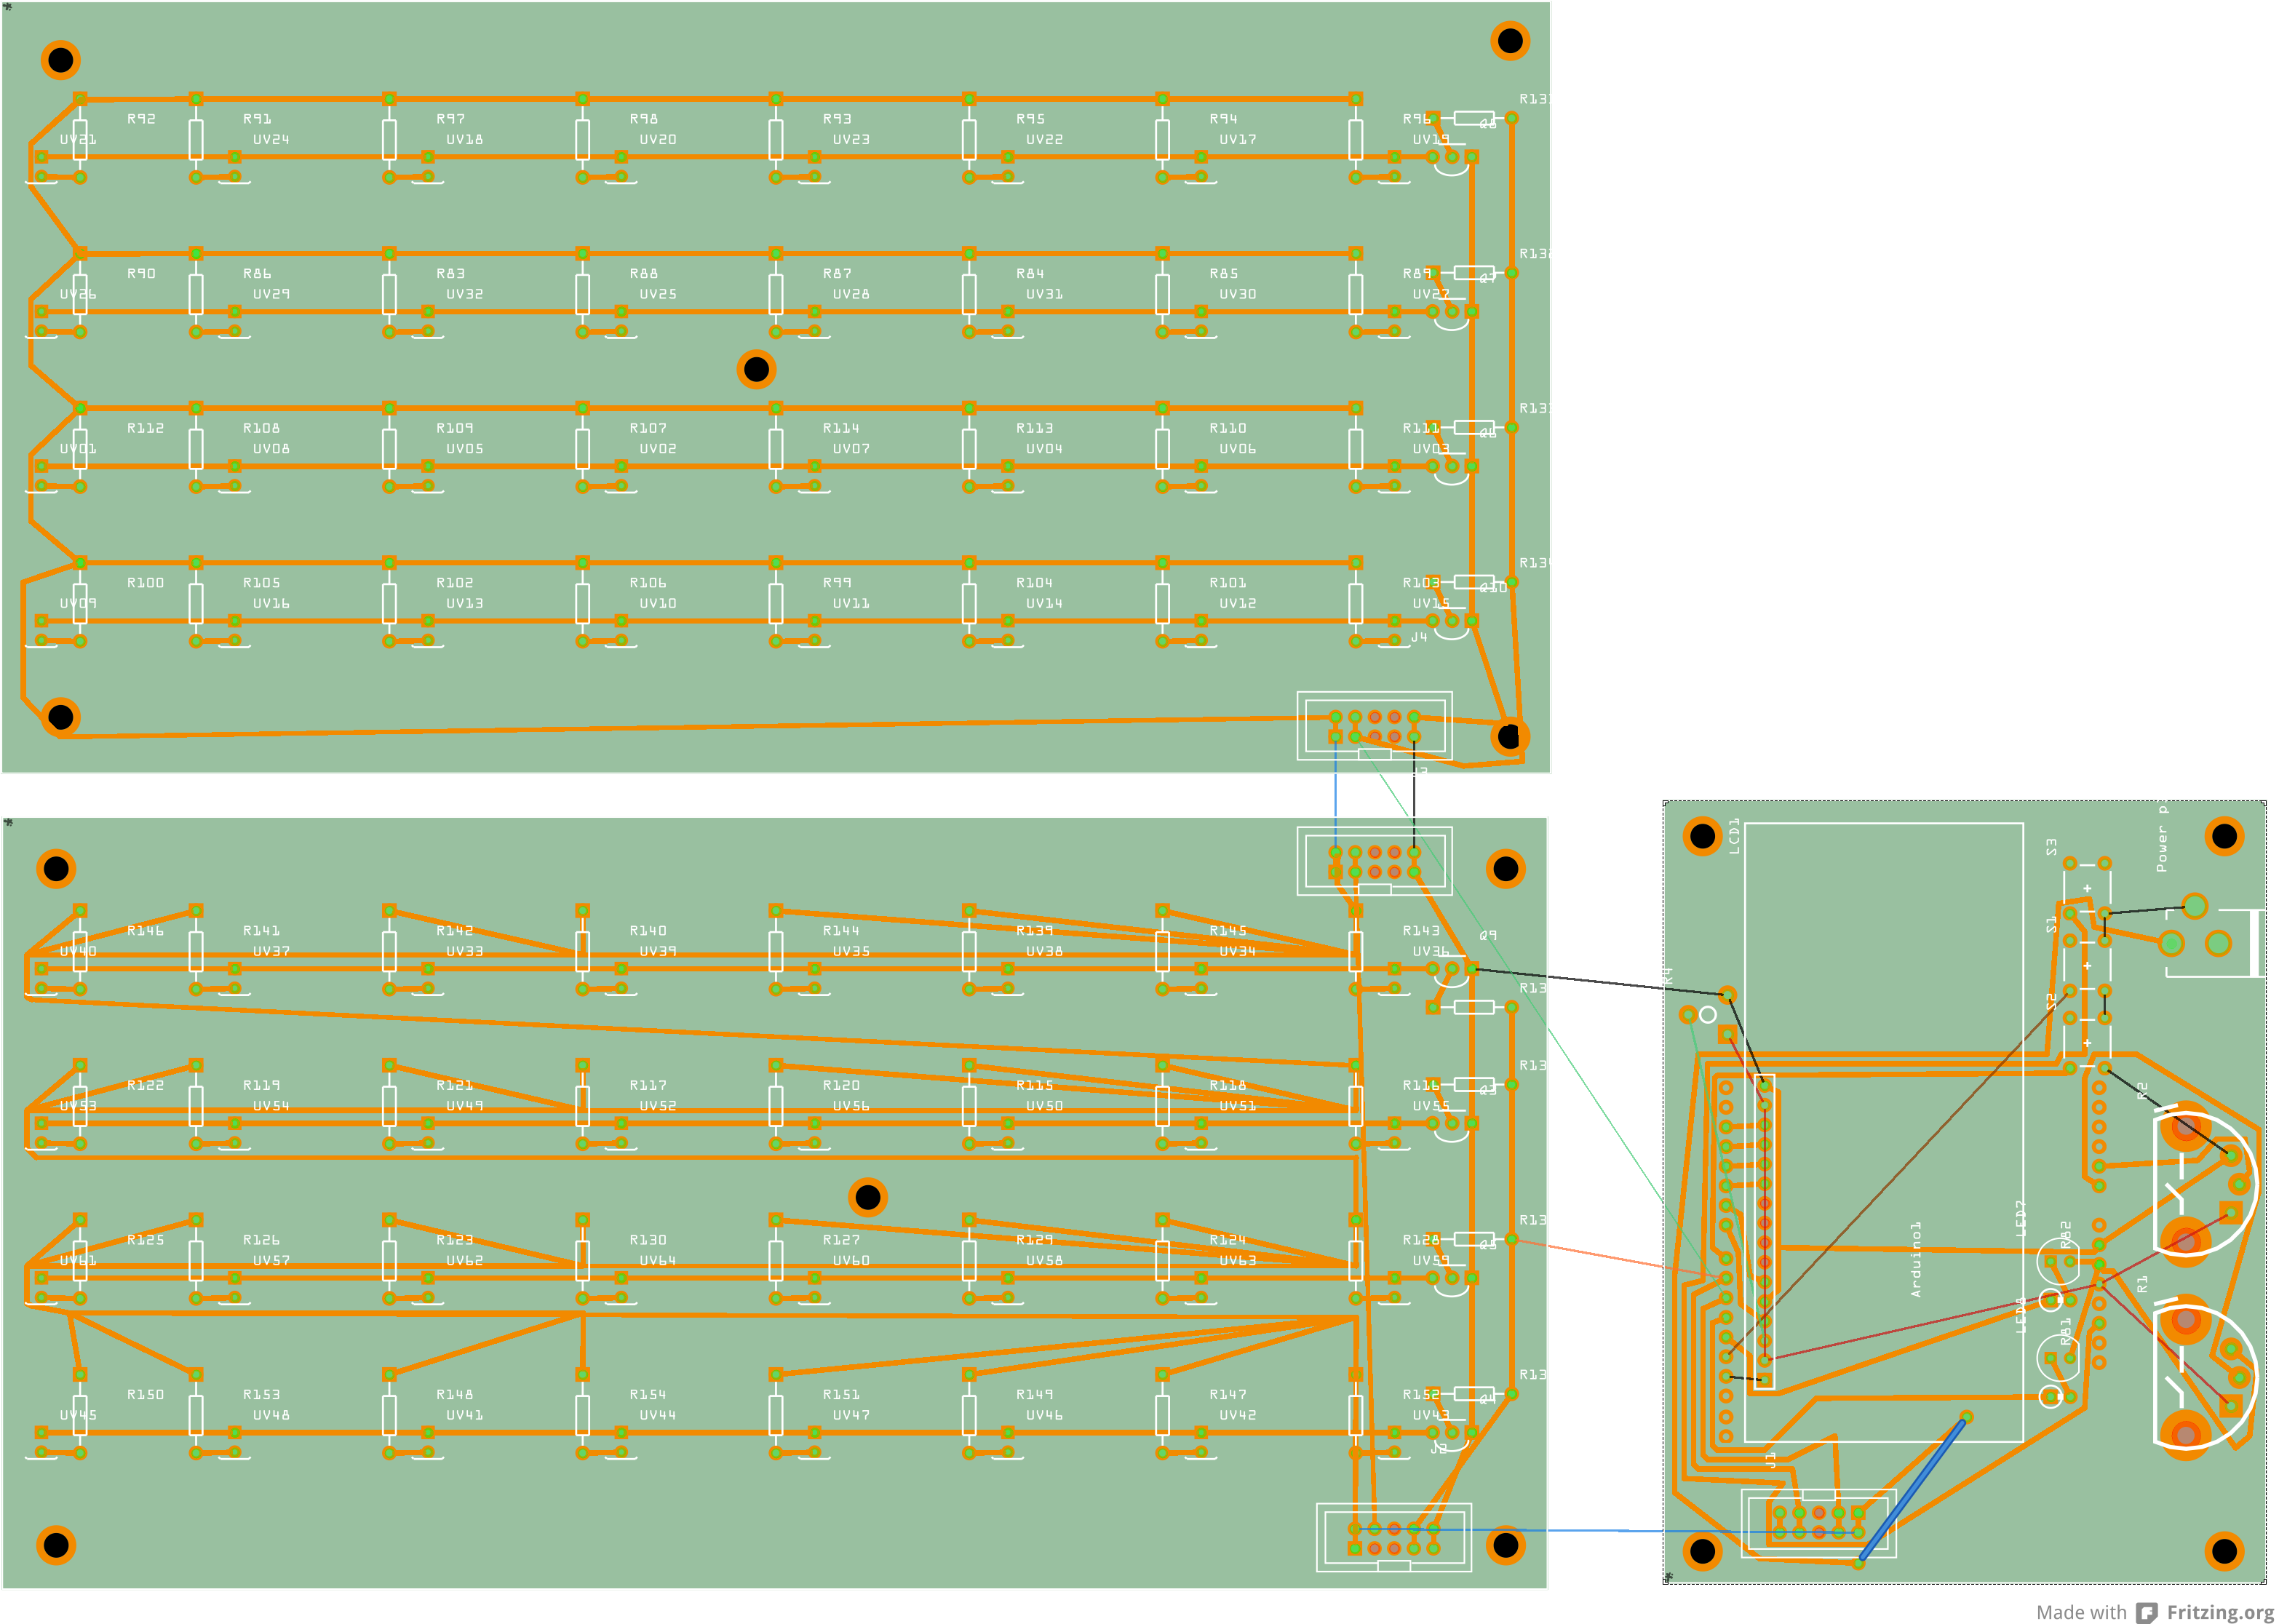 R92 R91 R97 R98 R93 R95 R94 R96 Q8
UV21 UV24 UV18 UV20 UV23 UV22 UV17 UV19
R90 R86 R83 R88 R87 R84 R85 R89 Q7
UV26 UV29 UV32 UV25 UV28 UV31 UV30 UV27
R112 R108 R109 R107 R114 R113 R110 R111 Q6
UV01 UV08 UV05 UV02 UV07 UV04 UV06 UV03
R100 R105 R102 R106 R99 R104 R101 R103 Q10
UV09 UV16 UV13 UV10 UV11 UV14 UV12 UV15
J4
R146 R141 R142 R140 R144 R139 R145 R143 Q9
UV40 UV37 UV33 UV39 UV35 UV38 UV34 UV36
R13
R122 R119 R121 R117 R120 R115 R118 R116 Q3
UV53 UV54 UV49 UV52 UV56 UV50 UV51 UV55
R13
R125 R126 R123 R130 R127 R129 R124 R128 Q5
UV61 UV57 UV62 UV64 UV60 UV58 UV63 UV59
R13
R150 R153 R148 R154 R151 R149 R147 R152 Q4
UV45 UV48 UV41 UV44 UV47 UV46 UV42 UV43
R13
J2
LCD1
S3
Power p
S1
R4
S2
R2
LED7
R82
Arduino1
R1
LED8
R81
J1
Made with Fritzing.org